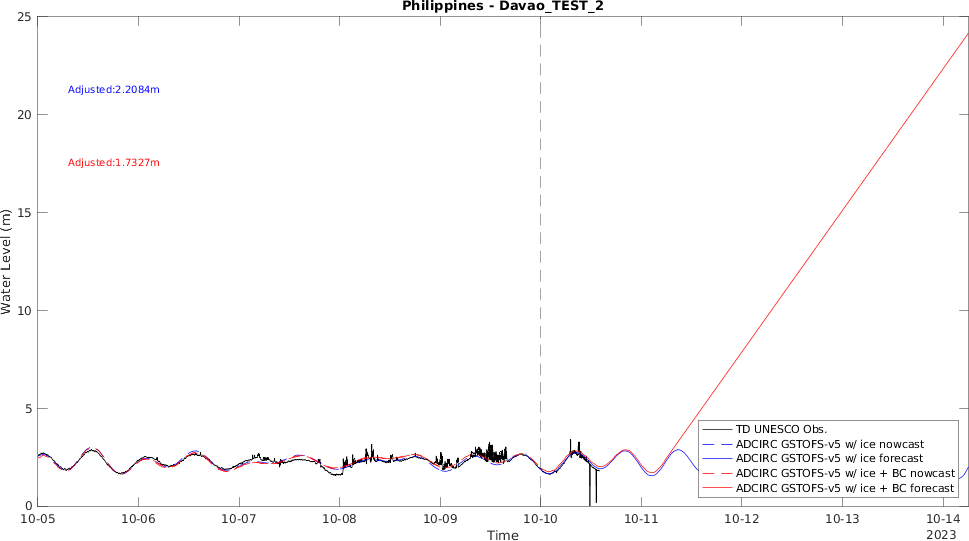 Philippines - Davao_TEST_2
25
20
15
10
5
0
Water Level (m)
Adjusted:2.2084m
Adjusted:1.7327m
TD UNESCO Obs.
ADCIRC GSTOFS-v5 w/ ice nowcast
ADCIRC GSTOFS-v5 w/ ice forecast
ADCIRC GSTOFS-v5 w/ ice + BC nowcast
ADCIRC GSTOFS-v5 w/ ice + BC forecast
10-05 10-06 10-07 10-08 10-09 10-10 10-11 10-12 10-13 10-14
Time
2023